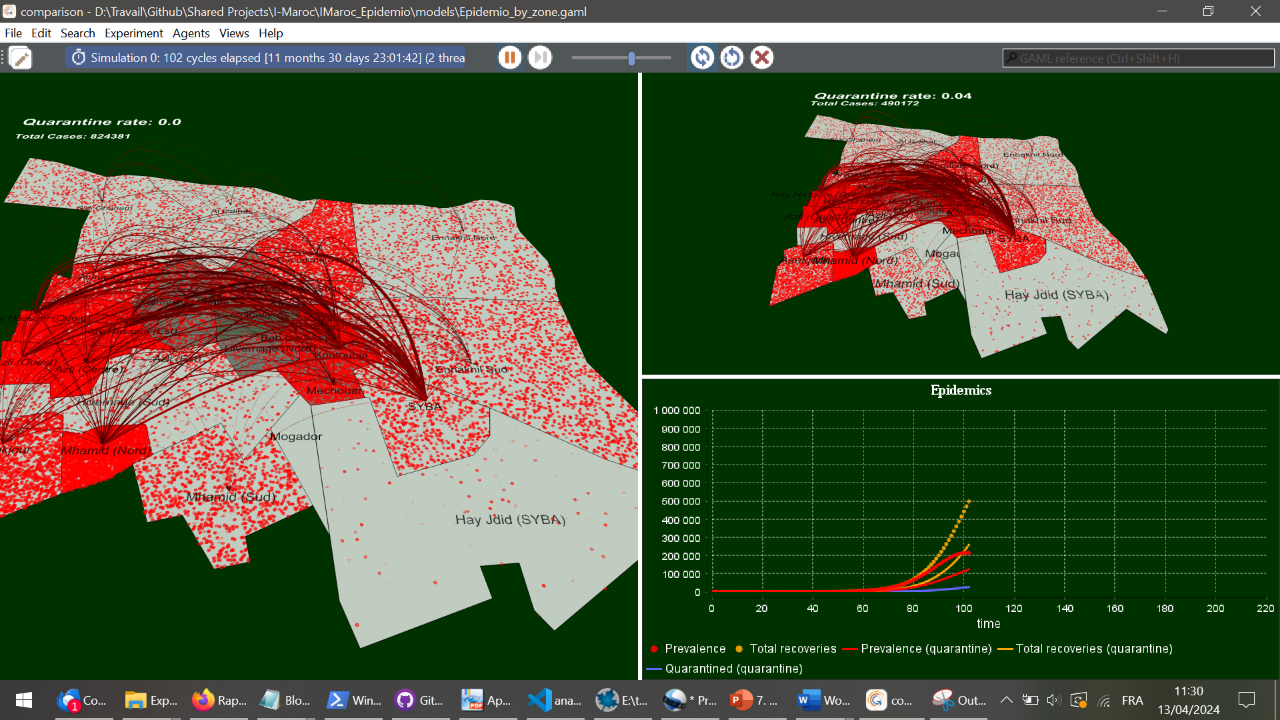 comparison - D:\Travail\Github\Shared Projects\I-Maroc\IMaroc_Epidemio\models\Epidemio_by_zone.gaml
File Edit Search Experiment Agents Views Help
Simulation 0: 102 cycles elapsed [11 months 30 days 23:01:42] (2 threa
GAML reference (Ctrl+Shift+H)
Quarantine rate: 0.0
Total Cases: 824381
Mechouar
SYBA
Mhamid (Nord)
Mogador
Mhamid (Sud)
Hay Jdid (SYBA)
Ennakhil Sud
Quarantine rate: 0.04
Total Cases: 490172
Mechouar
SYBA
Mhamid (Nord)
Mogad
Mhamid (Sud)
Hay Jdid (SYBA)
Epidemics
1 000 000
900 000
800 000
700 000
600 000
500 000
400 000
300 000
200 000
100 000
0
0 20 40 60 80 100 120 140 160 180 200 220
time
Prevalence Total recoveries Prevalence (quarantine) Total recoveries (quarantine)
Quarantined (quarantine)
1 Co... Exp... Rap... Blo... Win... Git... Ap... ana... E:\t... * Pr... 7. ... Wo... co... Out... FRA 11:30
13/04/2024